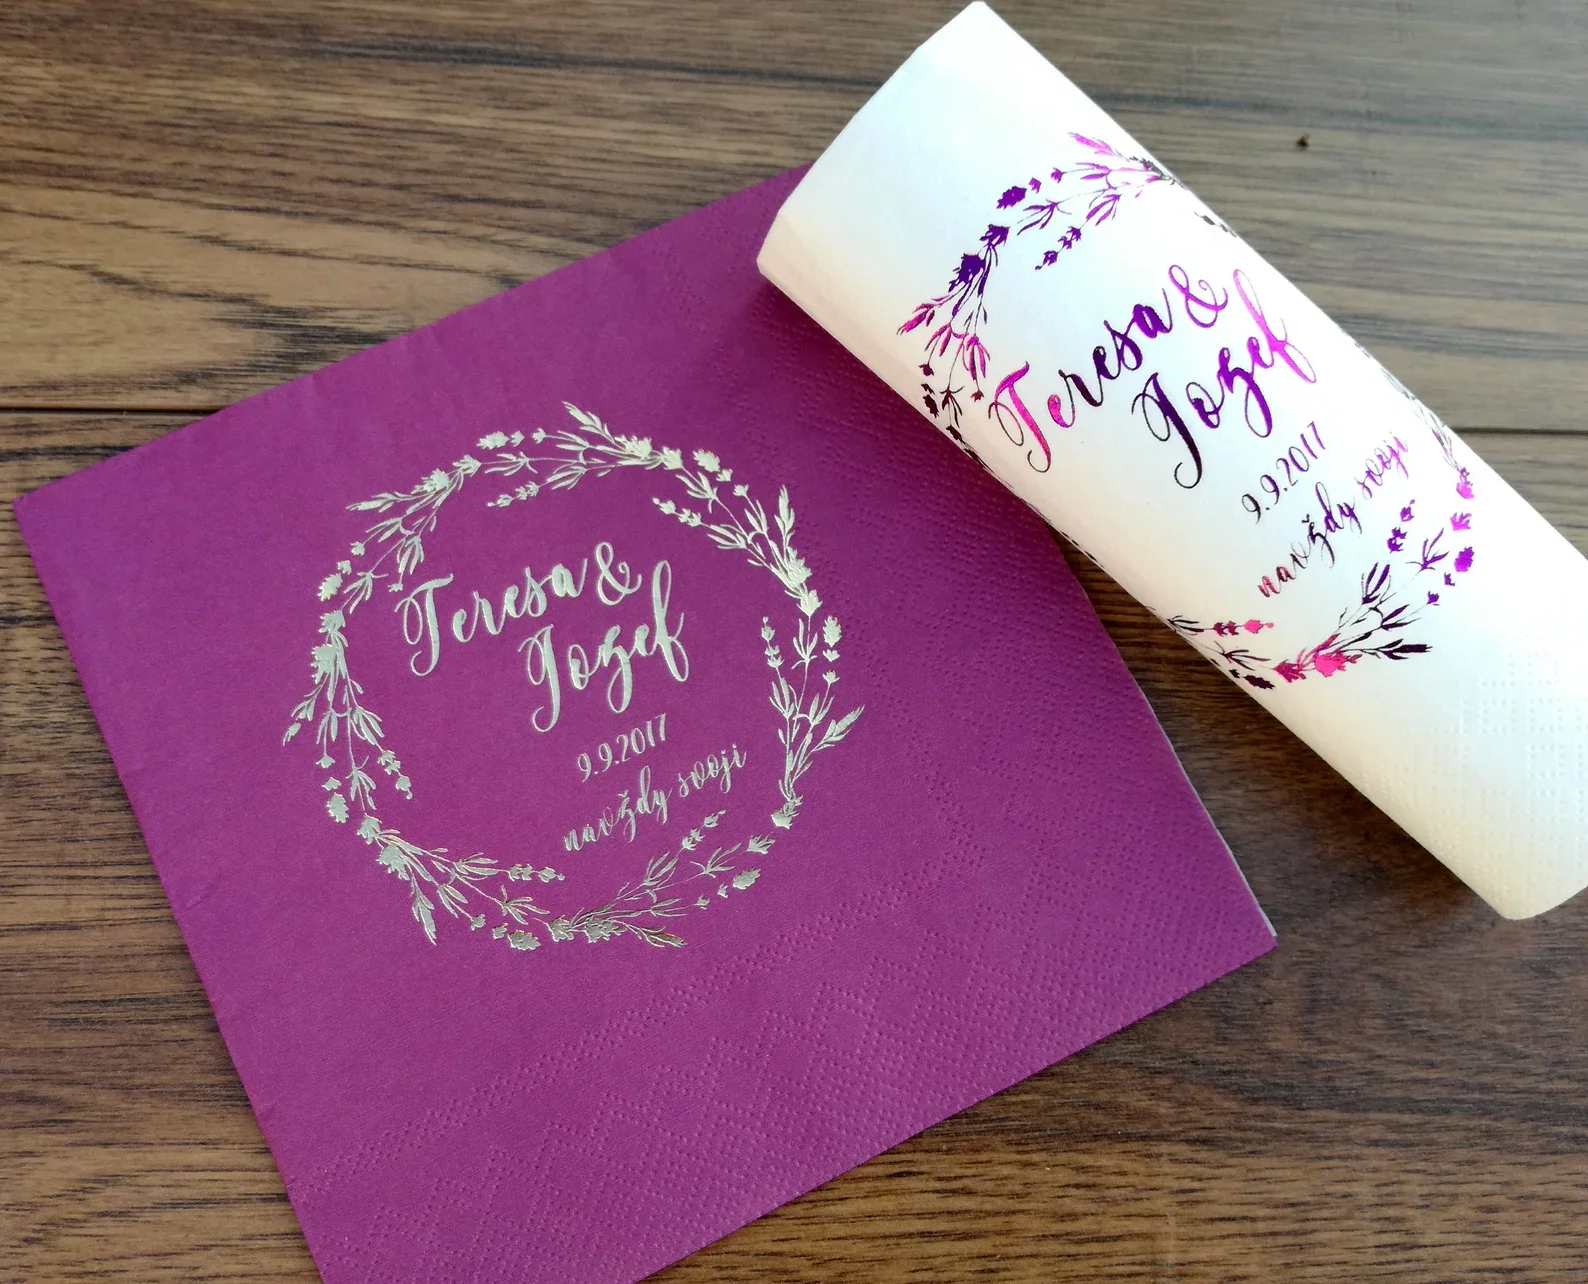 Teresa &
Jozef
9.9.2017
navždy svoji
Teresa &
Jozef
9.9.2017
navždy svoji